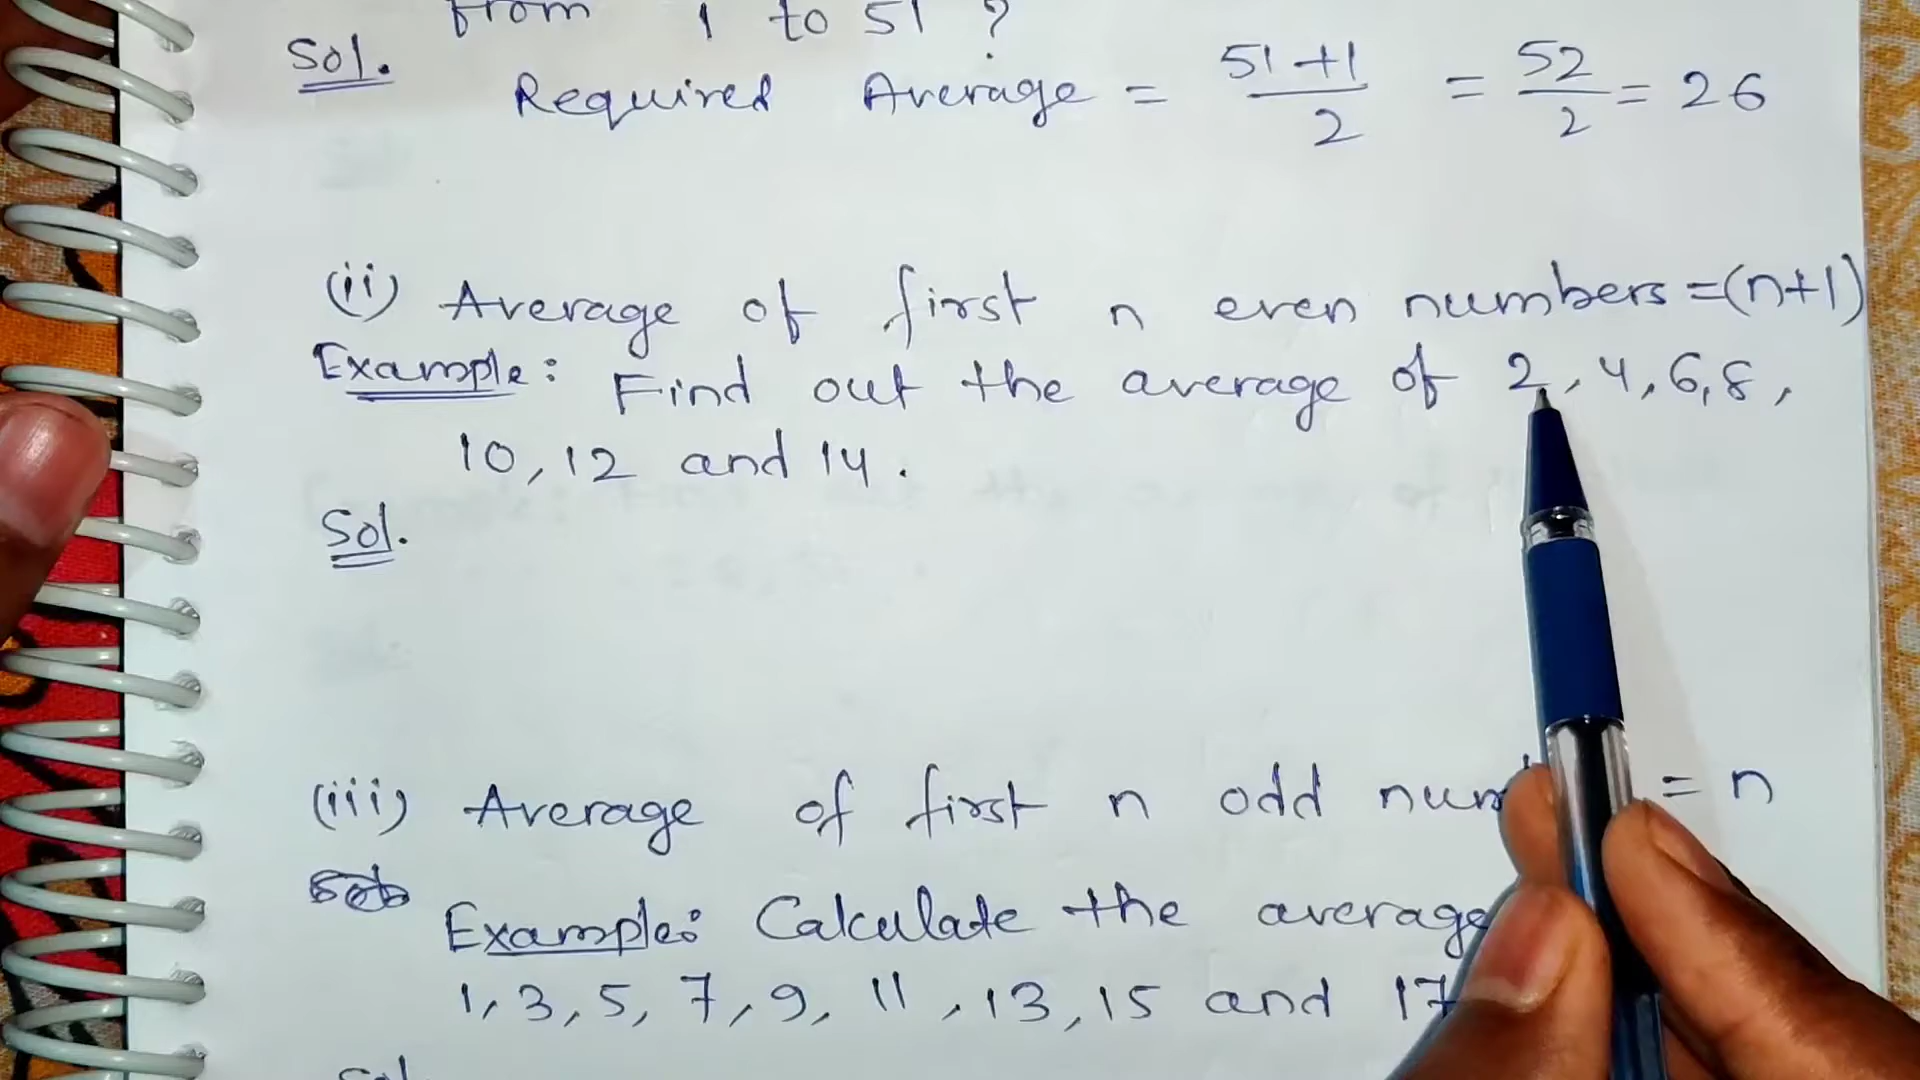 from 1 to 51 ?
Sol. Required Average = 51+1/2 = 52/2 = 26
(ii) Average of first n even numbers =(n+1)
Example: Find out the average of 2, 4, 6, 8,
10, 12 and 14.
Sol.
(iii) Average of first n odd = n
Example: Calculate the average
1, 3, 5, 7, 9, 11, 13, 15 and 17
Sol.